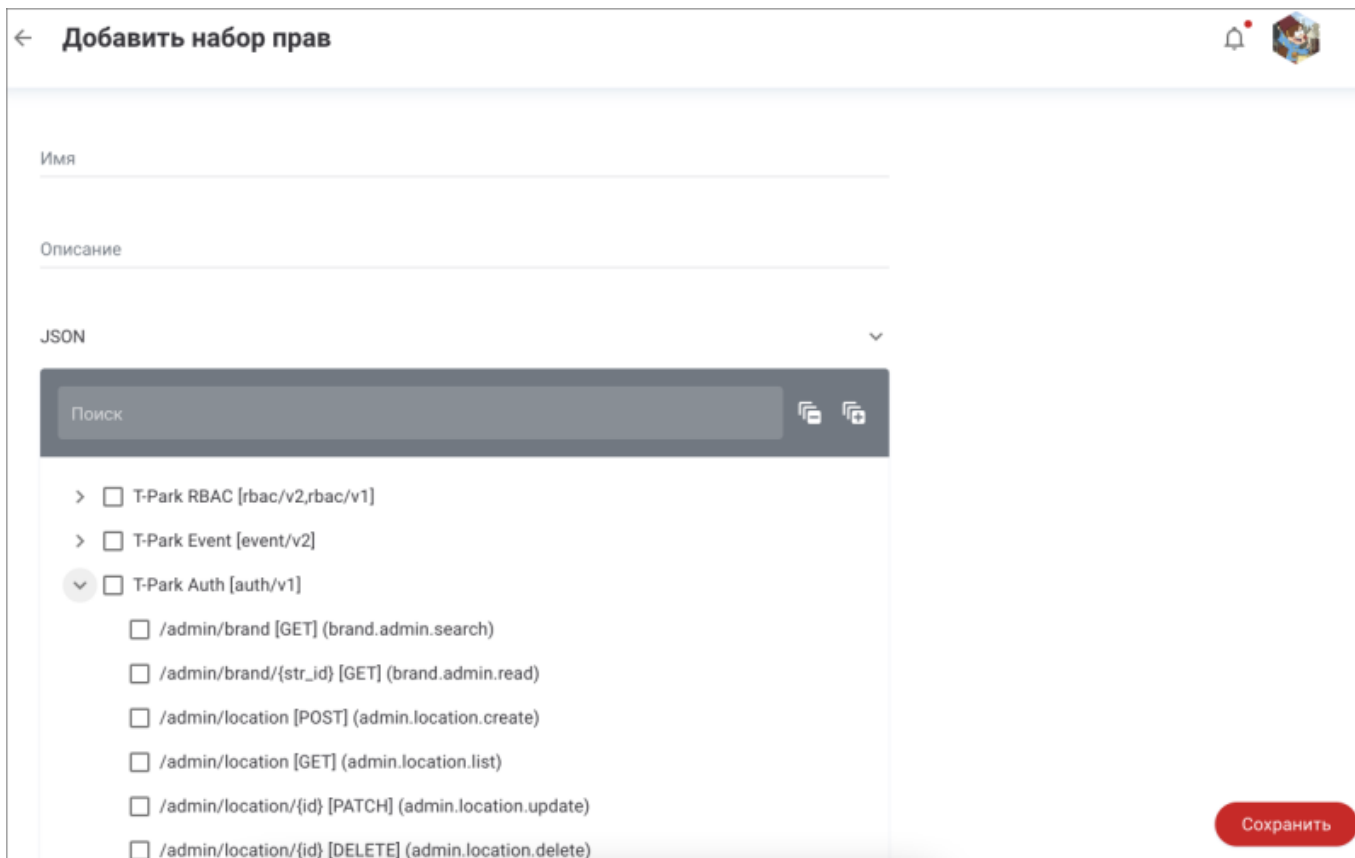 Добавить набор прав
Имя
Описание
JSON
Поиск
T-Park RBAC [rbac/v2,rbac/v1]
T-Park Event [event/v2]
T-Park Auth [auth/v1]
/admin/brand [GET] (brand.admin.search)
/admin/brand/{str_id} [GET] (brand.admin.read)
/admin/location [POST] (admin.location.create)
/admin/location [GET] (admin.location.list)
/admin/location/{id} [PATCH] (admin.location.update)
/admin/location/{id} [DELETE] (admin.location.delete)
Сохранить